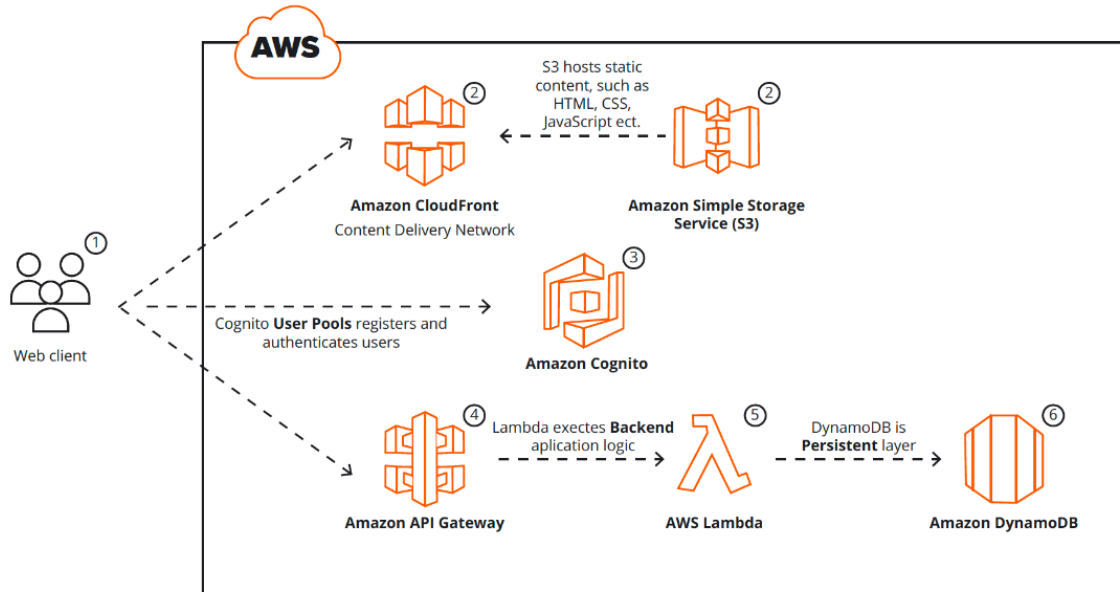 AWS
S3 hosts static
content, such as
HTML, CSS,
JavaScript ect.
2
2
Amazon CloudFront
Content Delivery Network
Amazon Simple Storage
Service (S3)
1
Web client
3
Cognito User Pools registers and
authenticates users
Amazon Cognito
4
Lambda exectes Backend
aplication logic
5
DynamoDB is
Persistent layer
6
Amazon API Gateway
AWS Lambda
Amazon DynamoDB